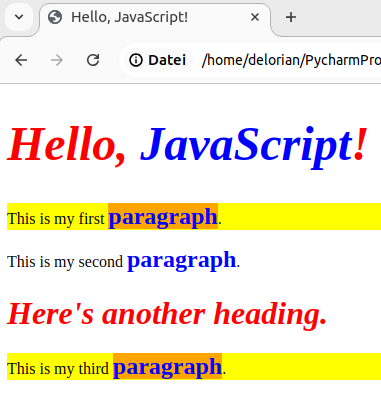 Hello, JavaScript!
Datei /home/delorian/PycharmPro
Hello, JavaScript!
This is my first paragraph.
This is my second paragraph.
Here's another heading.
This is my third paragraph.